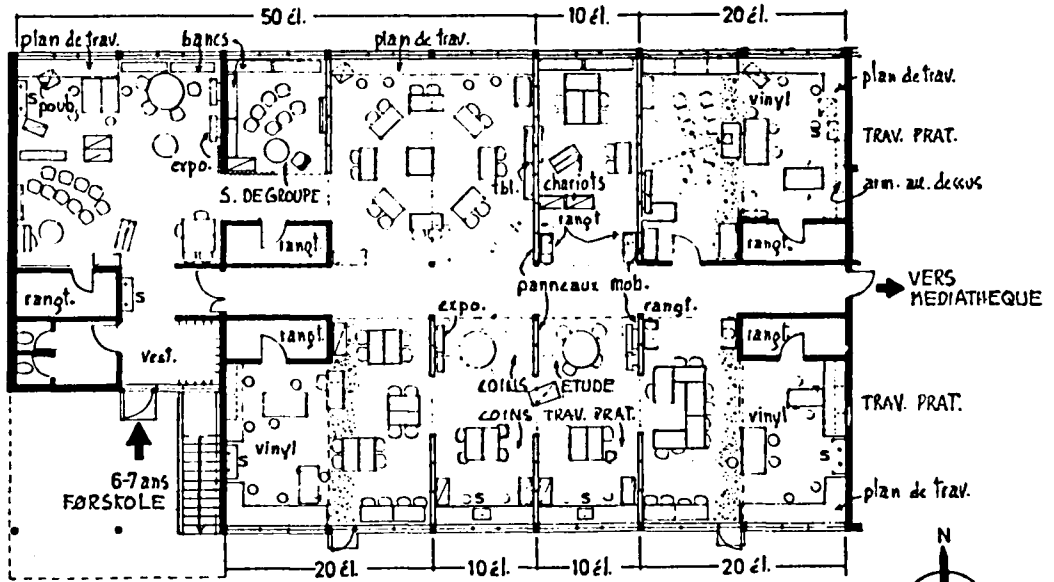 50 él.
10 él.
20 él.
plan de trav.
bancs
plan de trav.
plan de trav.
S
poub.
vinyl
S
TRAV. PRAT.
expo.
tbl.
chariots
arm. au. dessus
S. DE GROUPE
rangt
rangt.
rangt.
rangt.
S
panneaux mob.
VERS
MEDIATHEQUE
expo.
rangt.
rangt.
rangt.
vest.
COINS ETUDE
COINS TRAV. PRAT.
TRAV. PRAT.
vinyl
vinyl
S
S
S
S
6-7 ans
FØRSKOLE
plan de trav.
N
20 él.
10 él.
10 él.
20 él.